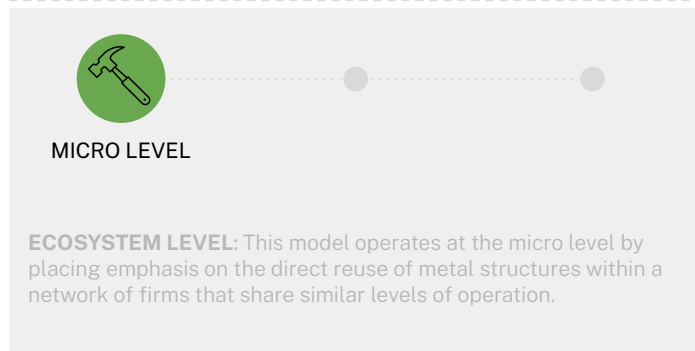 MICRO LEVEL
ECOSYSTEM LEVEL: This model operates at the micro level by
placing emphasis on the direct reuse of metal structures within a
network of firms that share similar levels of operation.